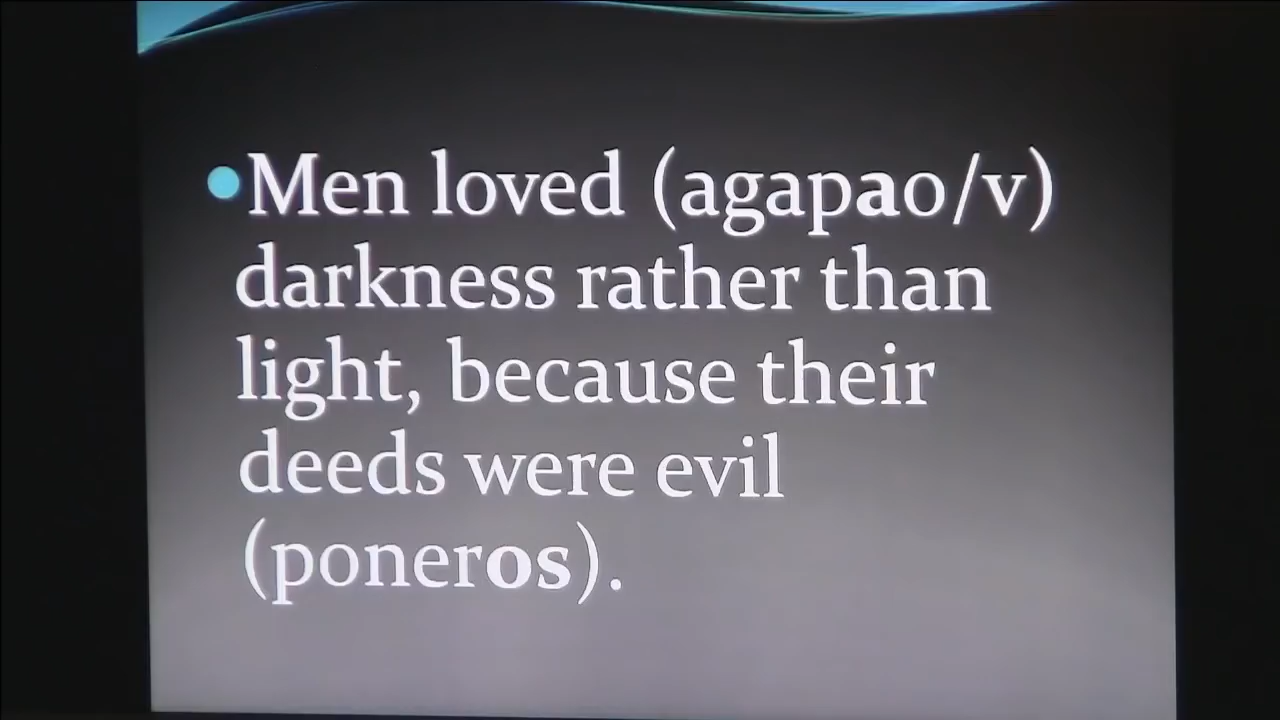 •Men loved (agapao/v)
darkness rather than
light, because their
deeds were evil
(poneros).